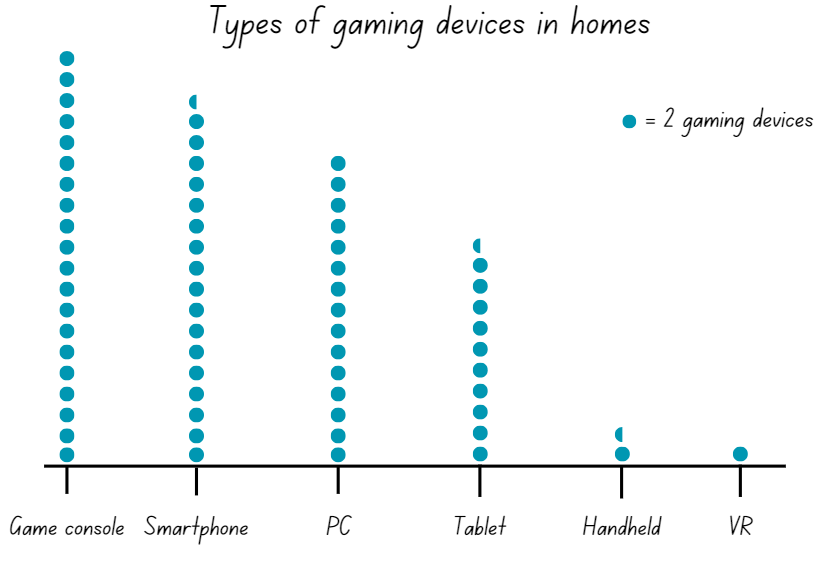 Types of gaming devices in homes
= 2 gaming devices
Game console Smartphone PC Tablet Handheld VR